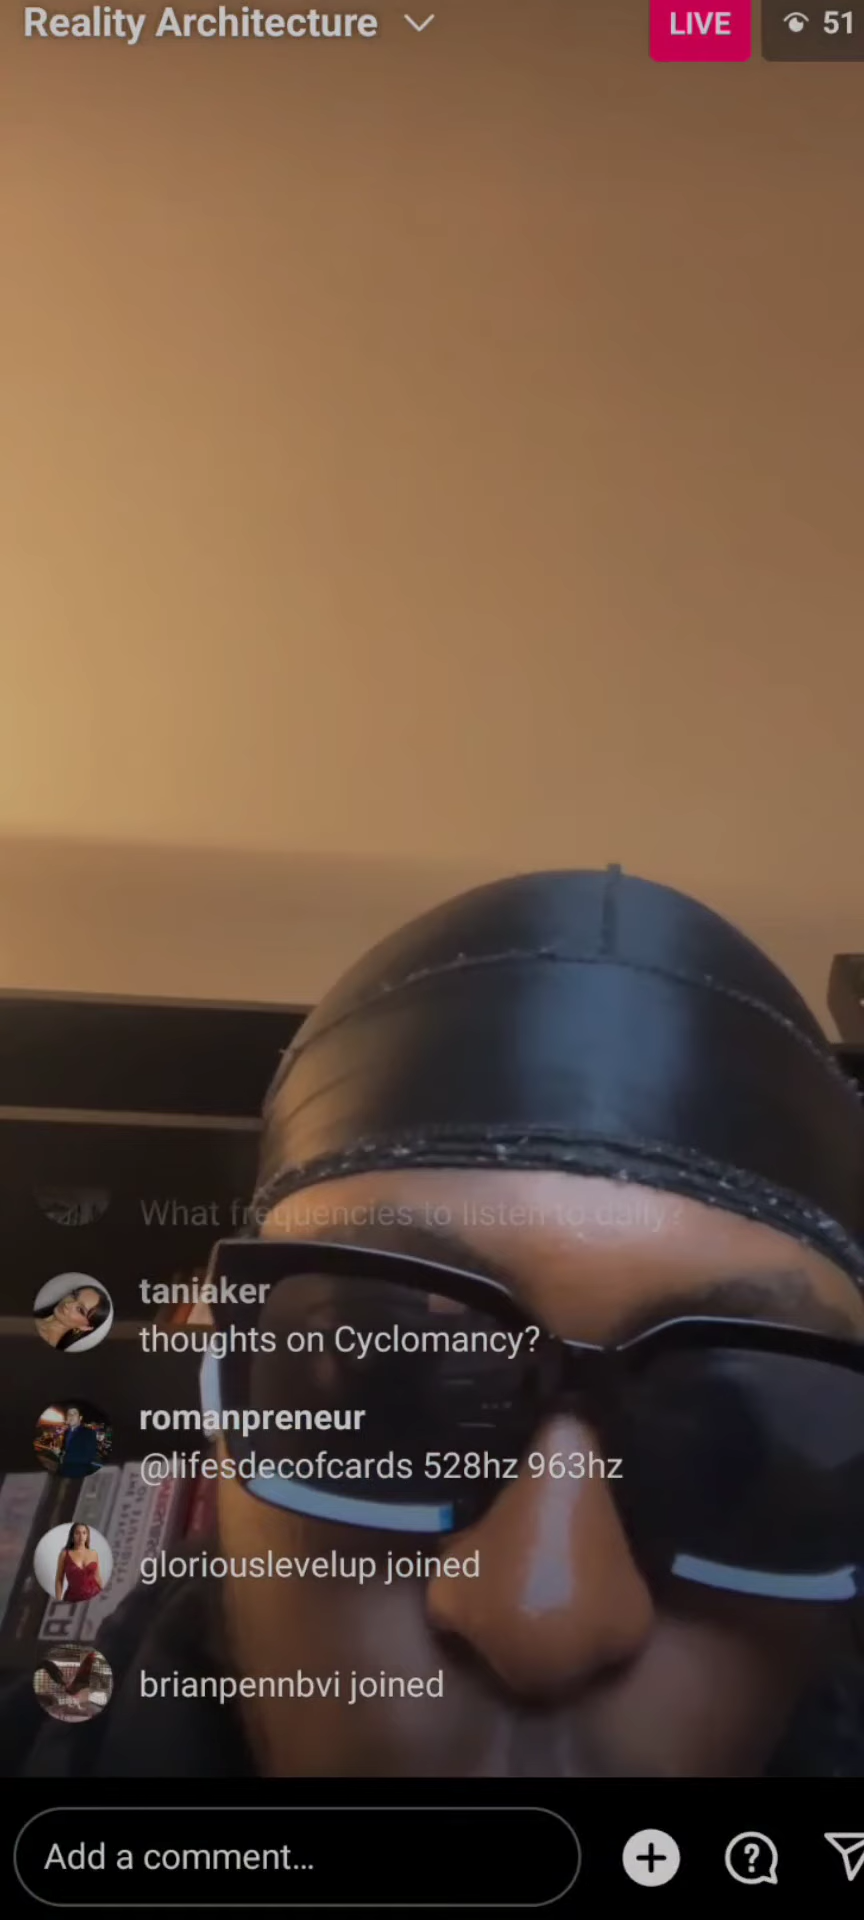 Reality Architecture
LIVE
51
What frequencies to listen to daily?
taniaker
thoughts on Cyclomancy?
romanpreneur
@lifesdecofcards 528hz 963hz
gloriouslevelup joined
brianpennbvi joined
Add a comment...